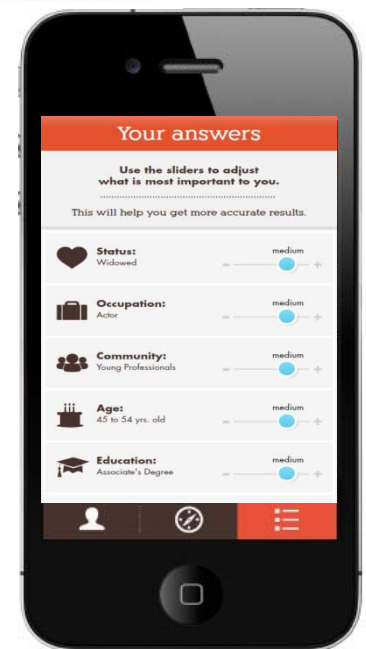 Your answers
Use the sliders to adjust
what is most important to you.
This will help you get more accurate results.
Status:
Widowed
medium
- +
Occupation:
Actor
medium
- +
Community:
Young Professionals
medium
- +
Age:
45 to 54 yrs. old
medium
- +
Education:
Associate's Degree
medium
- +